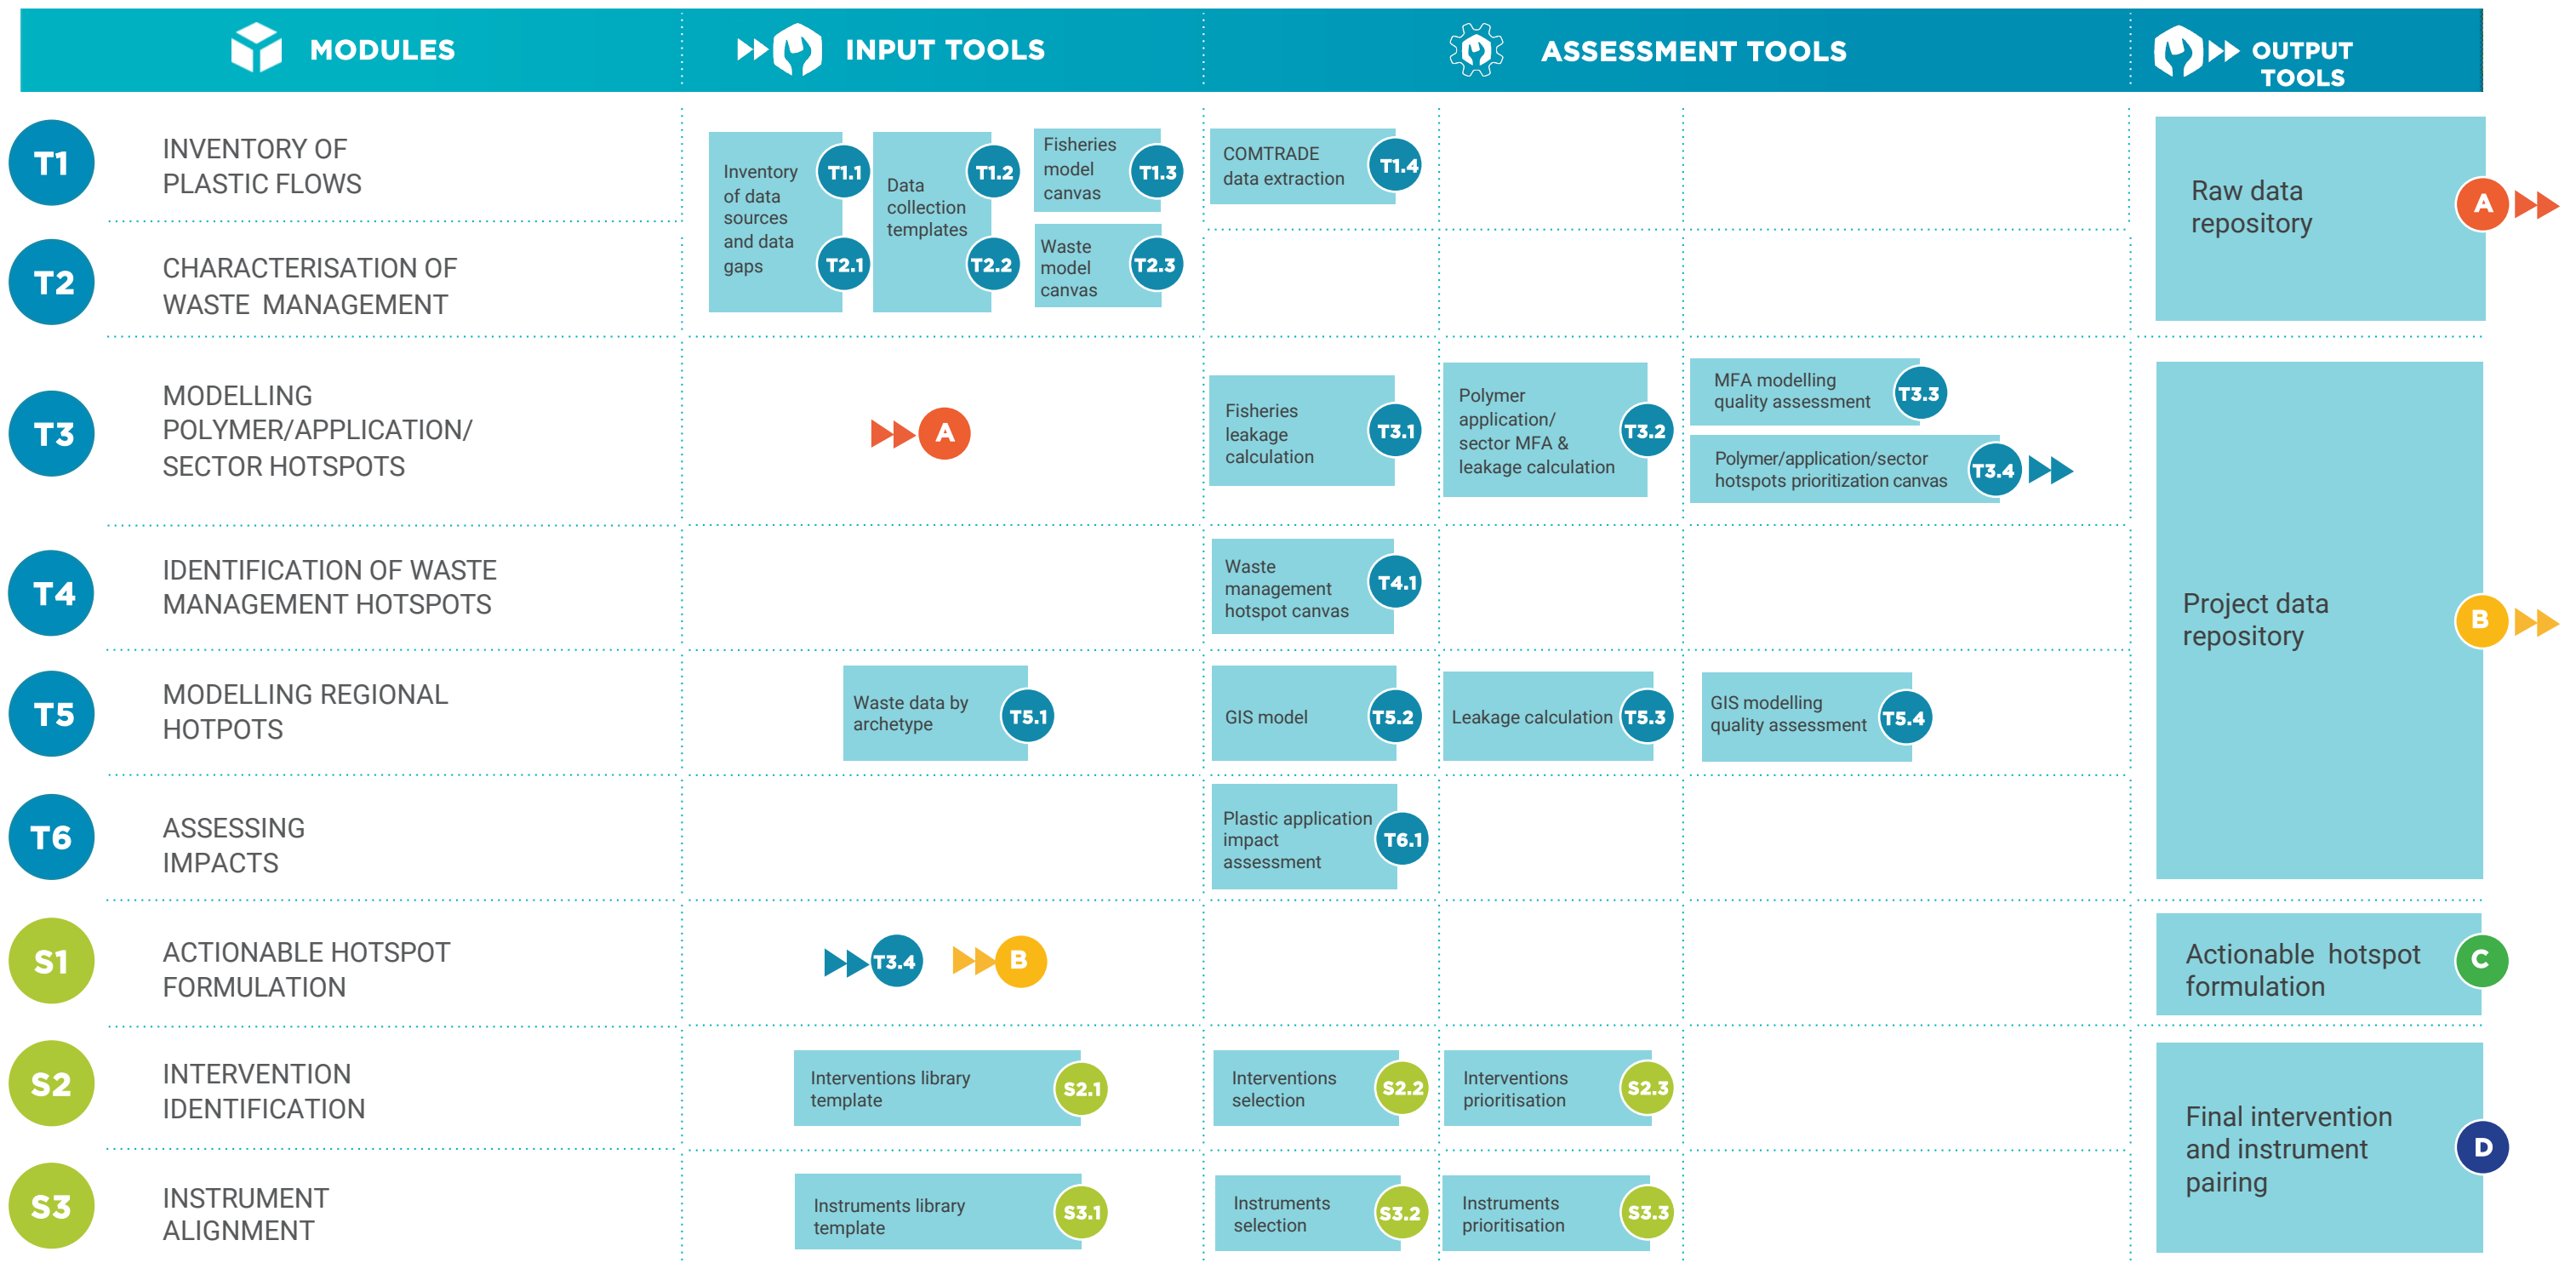 MODULES
INPUT TOOLS
ASSESSMENT TOOLS
OUTPUT
TOOLS
T1
INVENTORY OF
PLASTIC FLOWS
Inventory
of data
sources
and data
gaps
T1.1
T2.1
Data
collection
templates
T1.2
T2.2
Fisheries
model
canvas
T1.3
COMTRADE
data extraction
T1.4
Raw data
repository
A
T2
CHARACTERISATION OF
WASTE MANAGEMENT
Waste
model
canvas
T2.3
T3
MODELLING
POLYMER/APPLICATION/
SECTOR HOTSPOTS
A
Fisheries
leakage
calculation
T3.1
Polymer
application/
sector MFA &
leakage calculation
T3.2
MFA modelling
quality assessment
T3.3
Polymer/application/sector
hotspots prioritization canvas
T3.4
T4
IDENTIFICATION OF WASTE
MANAGEMENT HOTSPOTS
Waste
management
hotspot canvas
T4.1
Project data
repository
B
T5
MODELLING REGIONAL
HOTPOTS
Waste data by
archetype
T5.1
GIS model
T5.2
Leakage calculation
T5.3
GIS modelling
quality assessment
T5.4
T6
ASSESSING
IMPACTS
Plastic application
impact
assessment
T6.1
S1
ACTIONABLE HOTSPOT
FORMULATION
T3.4
B
Actionable hotspot
formulation
C
S2
INTERVENTION
IDENTIFICATION
Interventions library
template
S2.1
Interventions
selection
S2.2
Interventions
prioritisation
S2.3
Final intervention
and instrument
pairing
D
S3
INSTRUMENT
ALIGNMENT
Instruments library
template
S3.1
Instruments
selection
S3.2
Instruments
prioritisation
S3.3